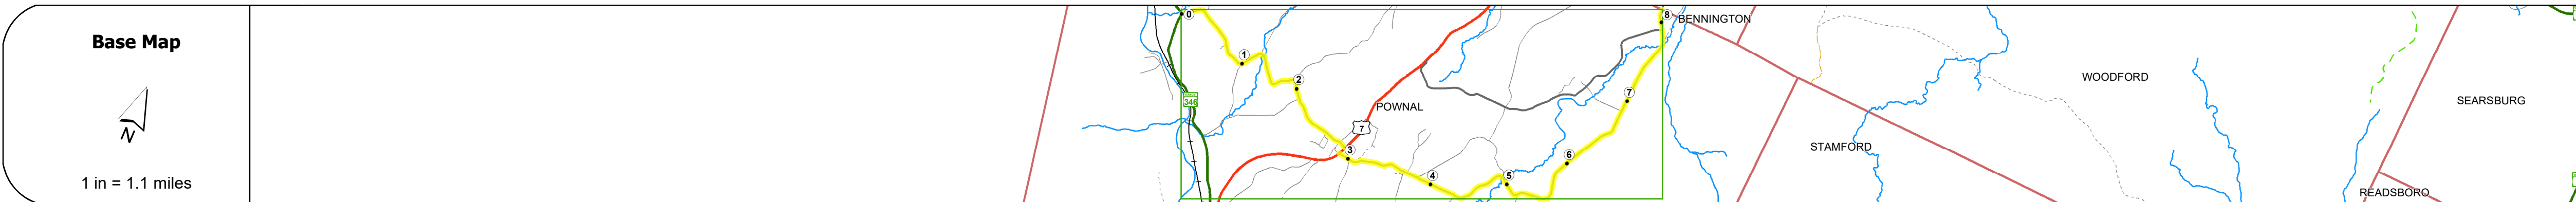 Base Map
N
1 in = 1.1 miles
0
1
2
3
4
5
6
7
8
346
7
POWNAL
BENNINGTON
STAMFORD
WOODFORD
SEARSBURG
READSBORO